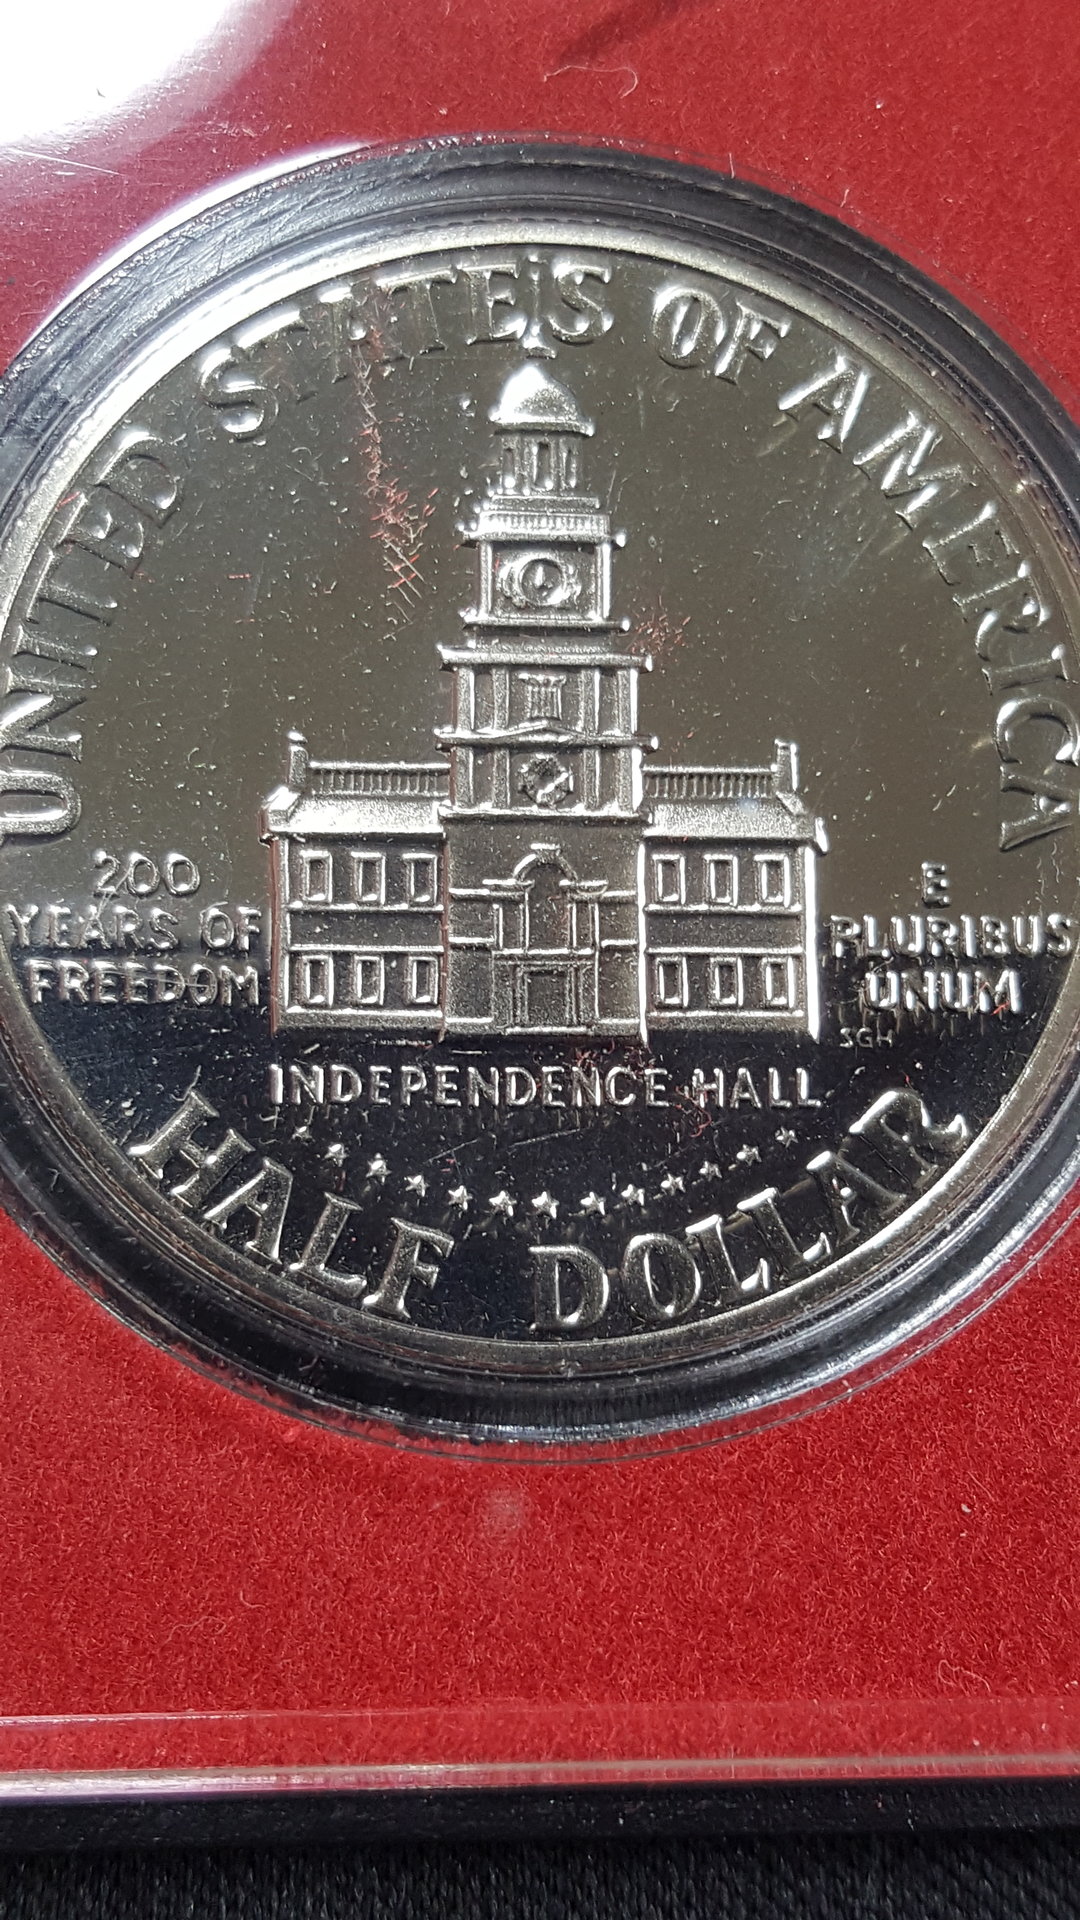 UNITED STATES OF AMERICA
200
YEARS OF
FREEDOM
E
PLURIBUS
UNUM
SGH
INDEPENDENCE HALL
HALF DOLLAR